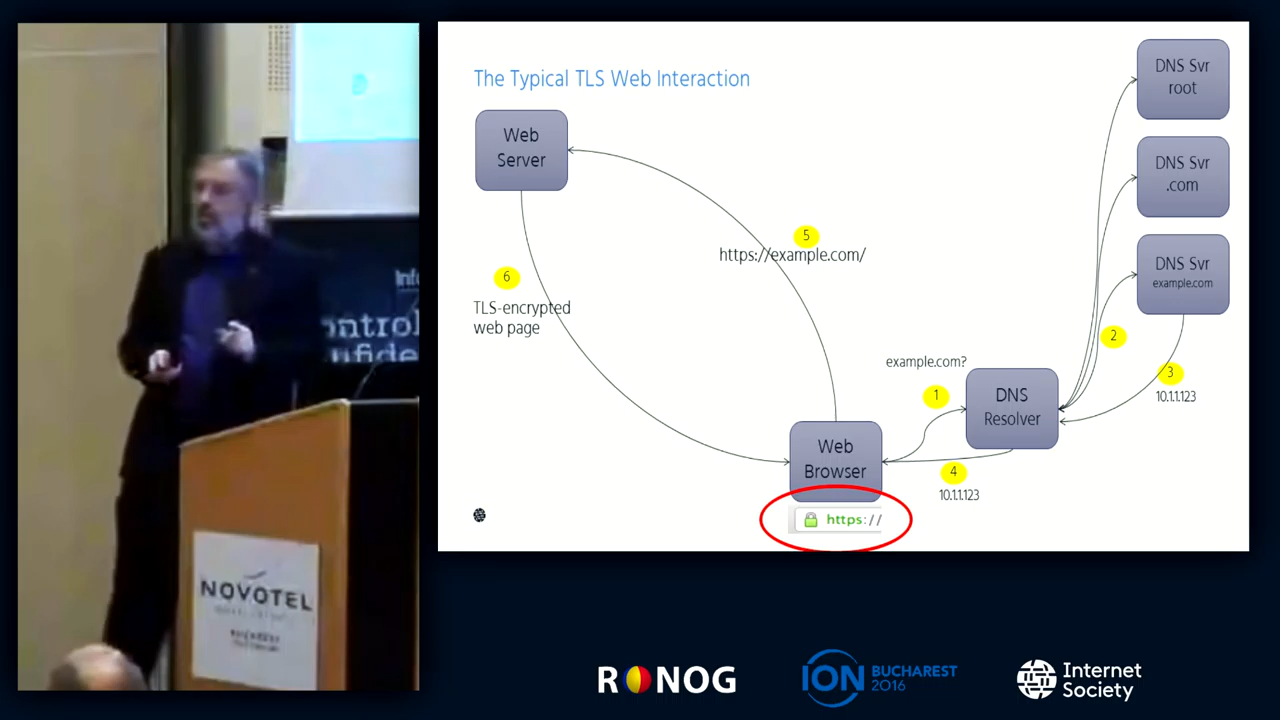 The Typical TLS Web Interaction
Web
Server
DNS Svr
root
DNS Svr
.com
DNS Svr
example.com
5
https://example.com/
6
TLS-encrypted
web page
2
3
10.1.1.123
example.com?
1
DNS
Resolver
Web
Browser
4
10.1.1.123
https://
NOVOTEL
BUCHAREST
RONOG
ION
BUCHAREST
2016
Internet
Society